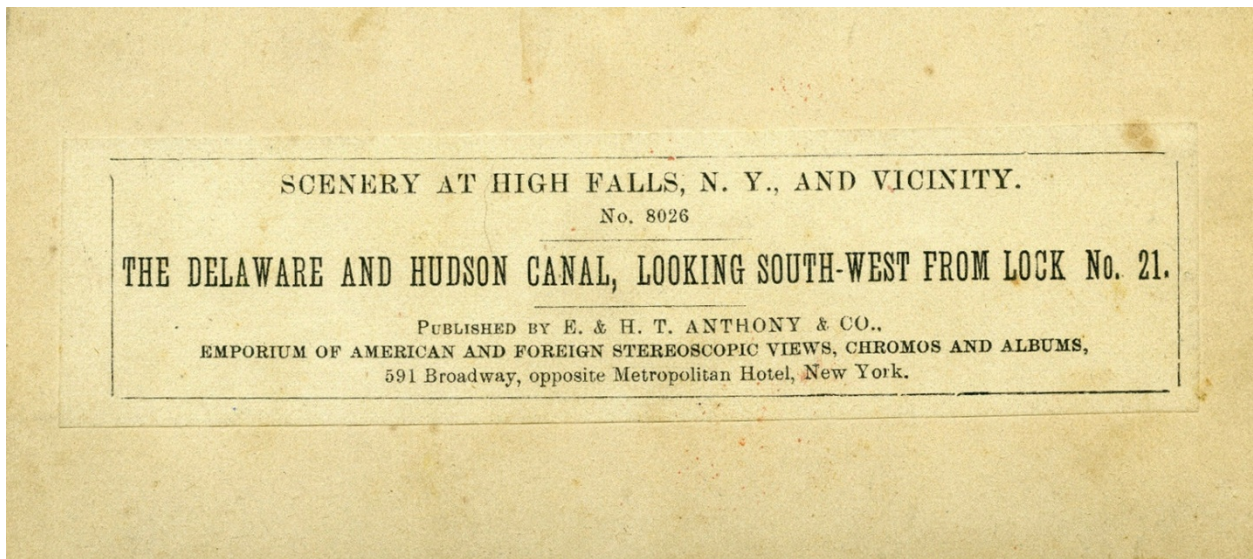 SCENERY AT HIGH FALLS, N. Y., AND VICINITY.
No. 8026
THE DELAWARE AND HUDSON CANAL, LOOKING SOUTH-WEST FROM LOCK No. 21.
PUBLISHED BY E. & H. T. ANTHONY & CO.,
EMPORIUM OF AMERICAN AND FOREIGN STEREOSCOPIC VIEWS, CHROMOS AND ALBUMS,
591 Broadway, opposite Metropolitan Hotel, New York.